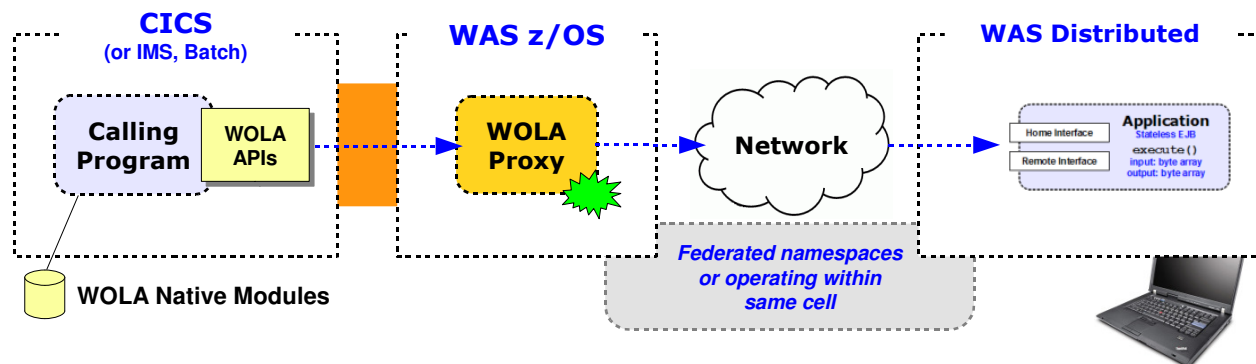 CICS
(or IMS, Batch)
Calling
Program
WOLA
APIs
WOLA Native Modules
WAS z/OS
WOLA
Proxy
Network
Federated namespaces
or operating within
same cell
WAS Distributed
Home Interface
Remote Interface
Application
Stateless EJB
execute()
input: byte array
output: byte array